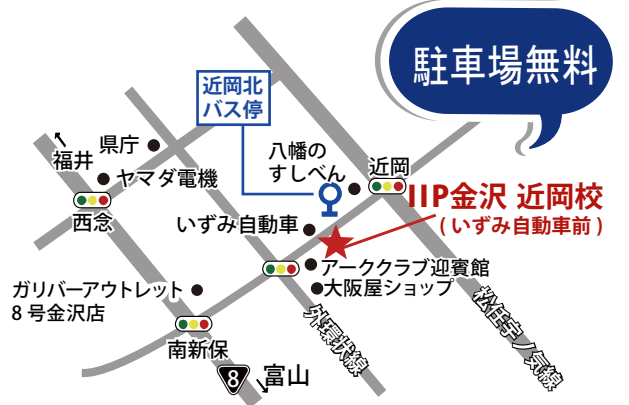 駐車場無料
近岡北
バス停
県庁
福井
ヤマダ電機
西念
八幡の
すしべん
近岡
IIP金沢 近岡校
(いずみ自動車前)
いずみ自動車
アーククラブ迎賓館
大阪屋ショップ
ガリバーアウトレット
8号金沢店
南新保
外環状線
松任宇ノ気線
8
富山